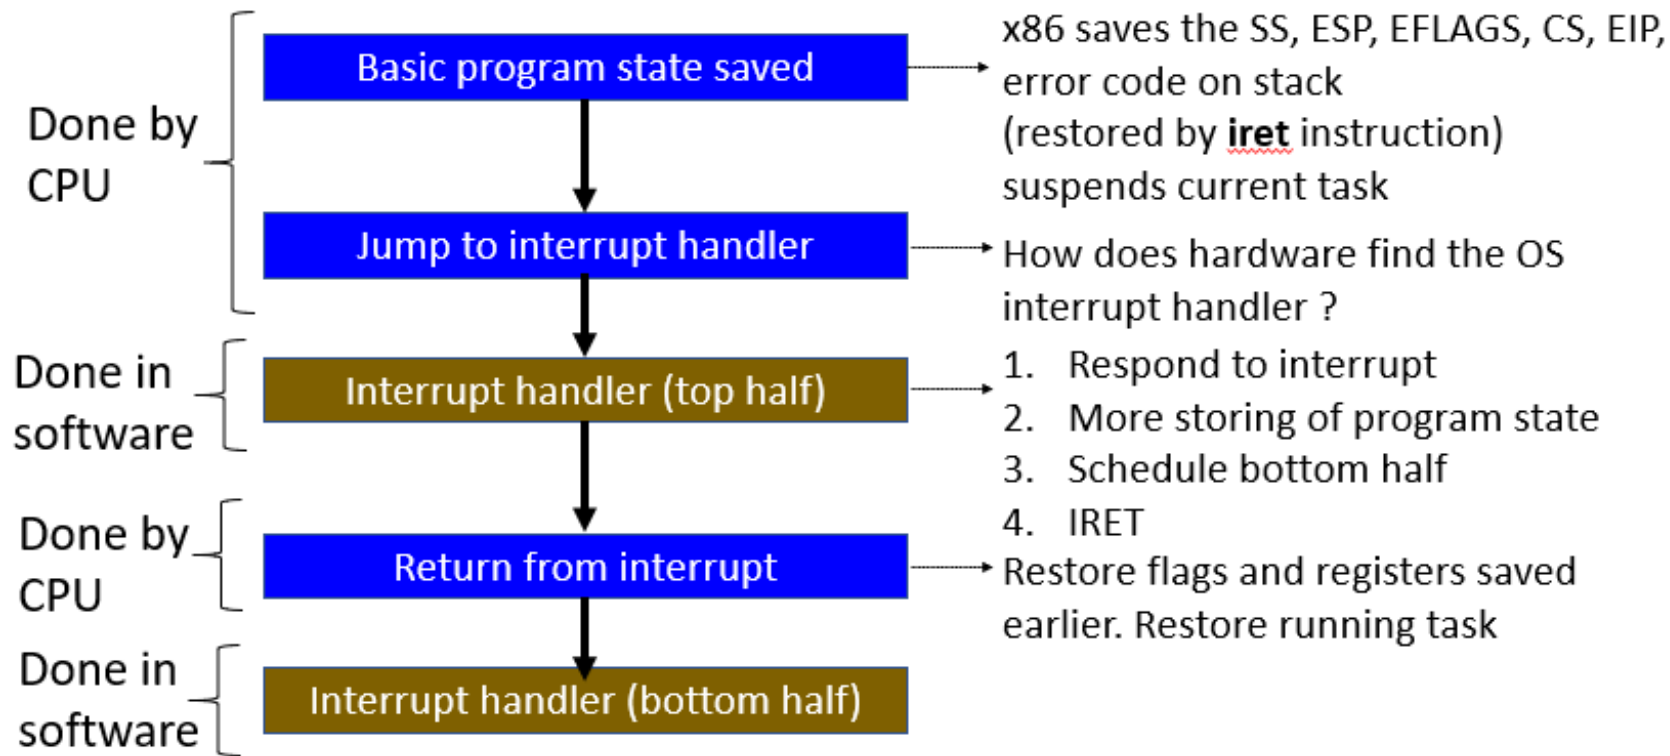 Done by
CPU
Basic program state saved
x86 saves the SS, ESP, EFLAGS, CS, EIP,
error code on stack
(restored by iret instruction)
suspends current task
Jump to interrupt handler
How does hardware find the OS
interrupt handler ?
Done in
software
Interrupt handler (top half)
1. Respond to interrupt
2. More storing of program state
3. Schedule bottom half
4. IRET
Done by
CPU
Return from interrupt
Restore flags and registers saved
earlier. Restore running task
Done in
software
Interrupt handler (bottom half)